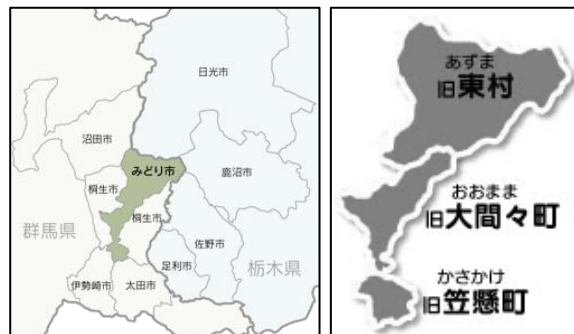 日光市
沼田市
みどり市
鹿沼市
桐生市
桐生市
群馬県
佐野市
足利市
栃木県
伊勢崎市
太田市
あずま
旧東村
おおまま
旧大間々町
かさかけ
旧笠懸町